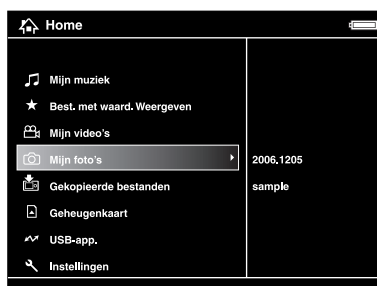 Home
Mijn muziek
Best. met waard. Weergeven
Mijn video's
Mijn foto's
2006.1205
Gekopieerde bestanden
sample
Geheugenkaart
USB-app.
Instellingen